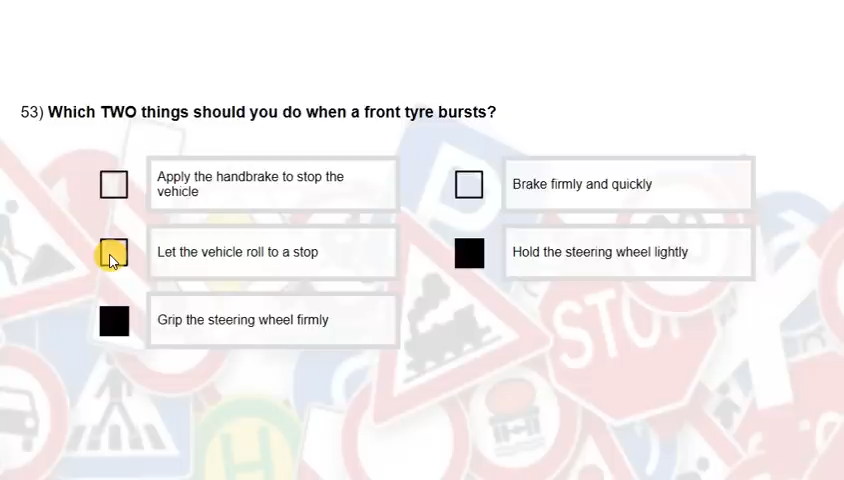 53) Which TWO things should you do when a front tyre bursts?
Apply the handbrake to stop the
vehicle
Brake firmly and quickly
Let the vehicle roll to a stop
Hold the steering wheel lightly
Grip the steering wheel firmly
STOP
H